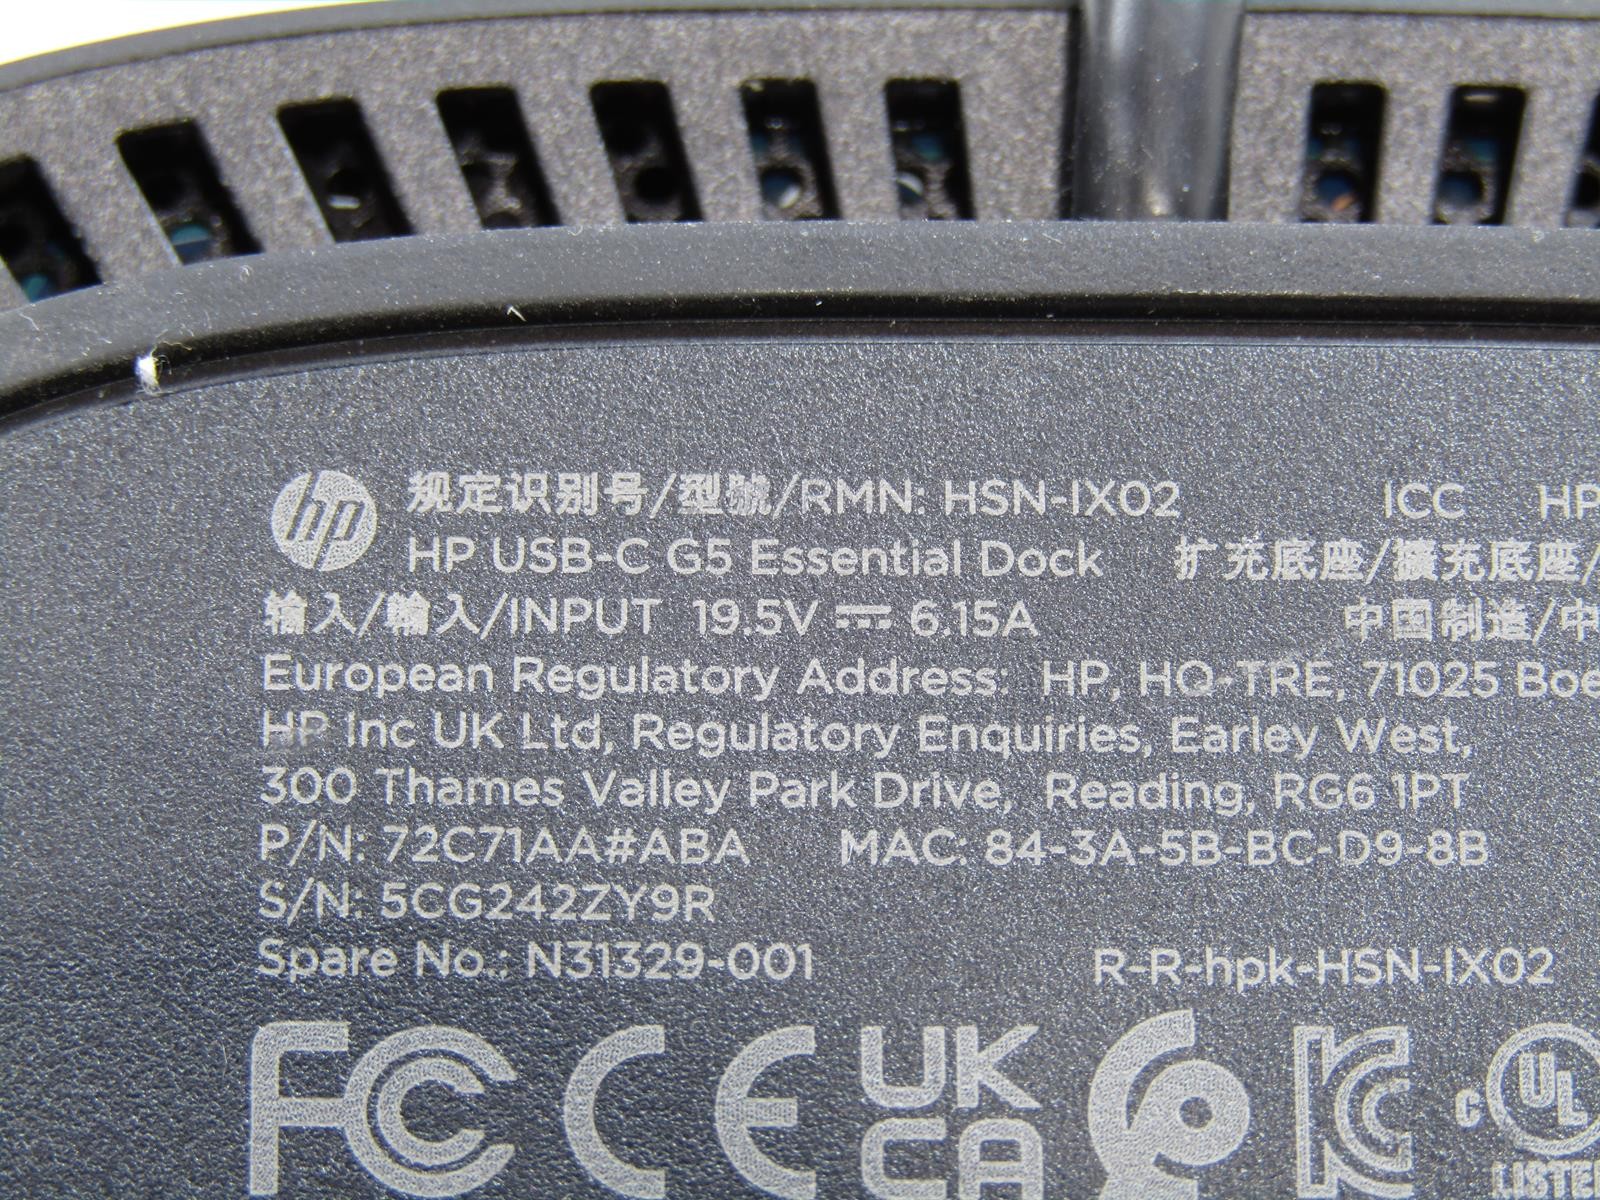 hp 规定识别号/型號/RMN: HSN-IX02 ICC HP
HP USB-C G5 Essential Dock 扩充底座/擴充底座/
输入/輸入/INPUT 19.5V ⎓ 6.15A 中国制造/中
European Regulatory Address: HP, HQ-TRE, 71025 Boe
HP Inc UK Ltd, Regulatory Enquiries, Earley West,
300 Thames Valley Park Drive, Reading, RG6 1PT
P/N: 72C71AA#ABA MAC: 84-3A-5B-BC-D9-8B
S/N: 5CG242ZY9R
Spare No.: N31329-001 R-R-hpk-HSN-IX02
FC CE UK CA KC c UL LISTE